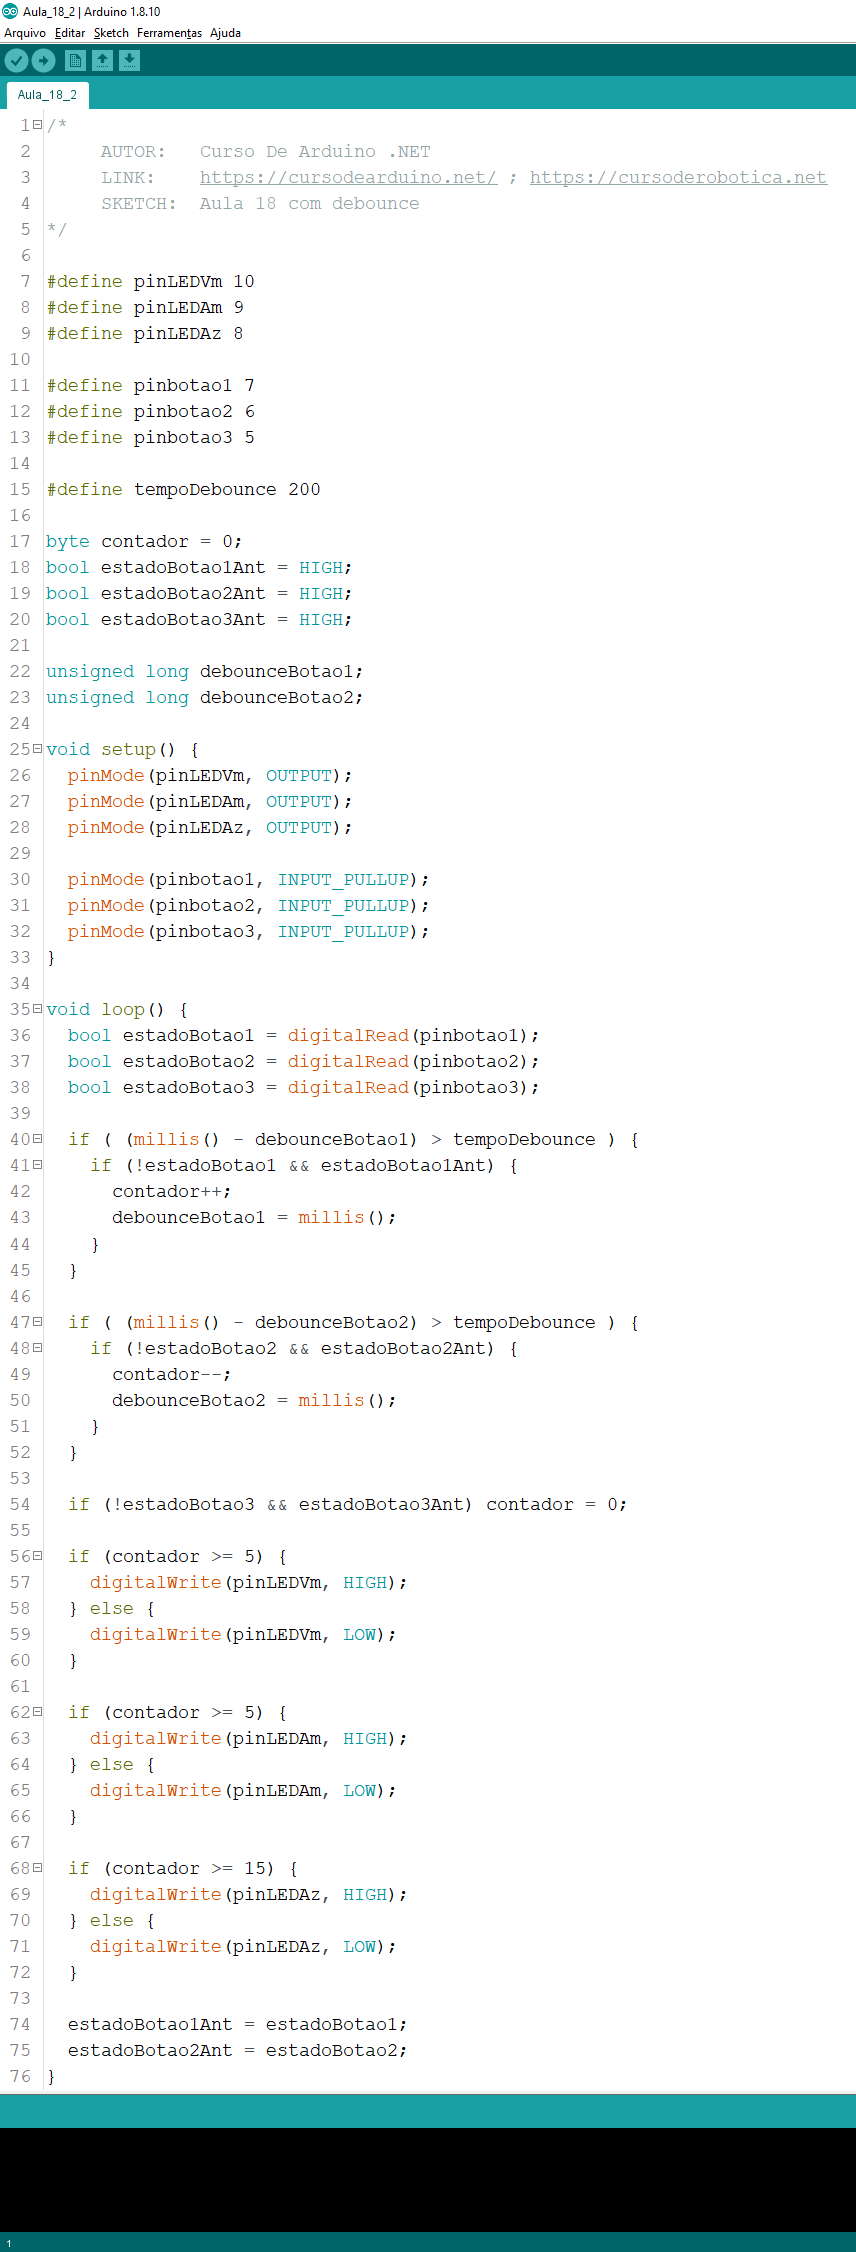 Aula_18_2 | Arduino 1.8.10
Arquivo Editar Sketch Ferramentas Ajuda
Aula_18_2
1 /*
2      AUTOR:   Curso De Arduino .NET
3      LINK:    https://cursodearduino.net/ ; https://cursoderobotica.net
4      SKETCH:  Aula 18 com debounce
5 */
6
7 #define pinLEDVm 10
8 #define pinLEDAm 9
9 #define pinLEDAz 8
10
11 #define pinbotao1 7
12 #define pinbotao2 6
13 #define pinbotao3 5
14
15 #define tempoDebounce 200
16
17 byte contador = 0;
18 bool estadoBotao1Ant = HIGH;
19 bool estadoBotao2Ant = HIGH;
20 bool estadoBotao3Ant = HIGH;
21
22 unsigned long debounceBotao1;
23 unsigned long debounceBotao2;
24
25 void setup() {
26   pinMode(pinLEDVm, OUTPUT);
27   pinMode(pinLEDAm, OUTPUT);
28   pinMode(pinLEDAz, OUTPUT);
29
30   pinMode(pinbotao1, INPUT_PULLUP);
31   pinMode(pinbotao2, INPUT_PULLUP);
32   pinMode(pinbotao3, INPUT_PULLUP);
33 }
34
35 void loop() {
36   bool estadoBotao1 = digitalRead(pinbotao1);
37   bool estadoBotao2 = digitalRead(pinbotao2);
38   bool estadoBotao3 = digitalRead(pinbotao3);
39
40   if ( (millis() - debounceBotao1) > tempoDebounce ) {
41     if (!estadoBotao1 && estadoBotao1Ant) {
42       contador++;
43       debounceBotao1 = millis();
44     }
45   }
46
47   if ( (millis() - debounceBotao2) > tempoDebounce ) {
48     if (!estadoBotao2 && estadoBotao2Ant) {
49       contador--;
50       debounceBotao2 = millis();
51     }
52   }
53
54   if (!estadoBotao3 && estadoBotao3Ant) contador = 0;
55
56   if (contador >= 5) {
57     digitalWrite(pinLEDVm, HIGH);
58   } else {
59     digitalWrite(pinLEDVm, LOW);
60   }
61
62   if (contador >= 5) {
63     digitalWrite(pinLEDAm, HIGH);
64   } else {
65     digitalWrite(pinLEDAm, LOW);
66   }
67
68   if (contador >= 15) {
69     digitalWrite(pinLEDAz, HIGH);
70   } else {
71     digitalWrite(pinLEDAz, LOW);
72   }
73
74   estadoBotao1Ant = estadoBotao1;
75   estadoBotao2Ant = estadoBotao2;
76 }
1